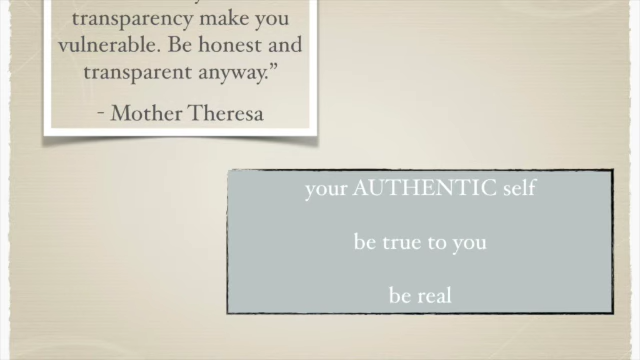 transparency make you
vulnerable. Be honest and
transparent anyway.”
- Mother Theresa
your AUTHENTIC self
be true to you
be real